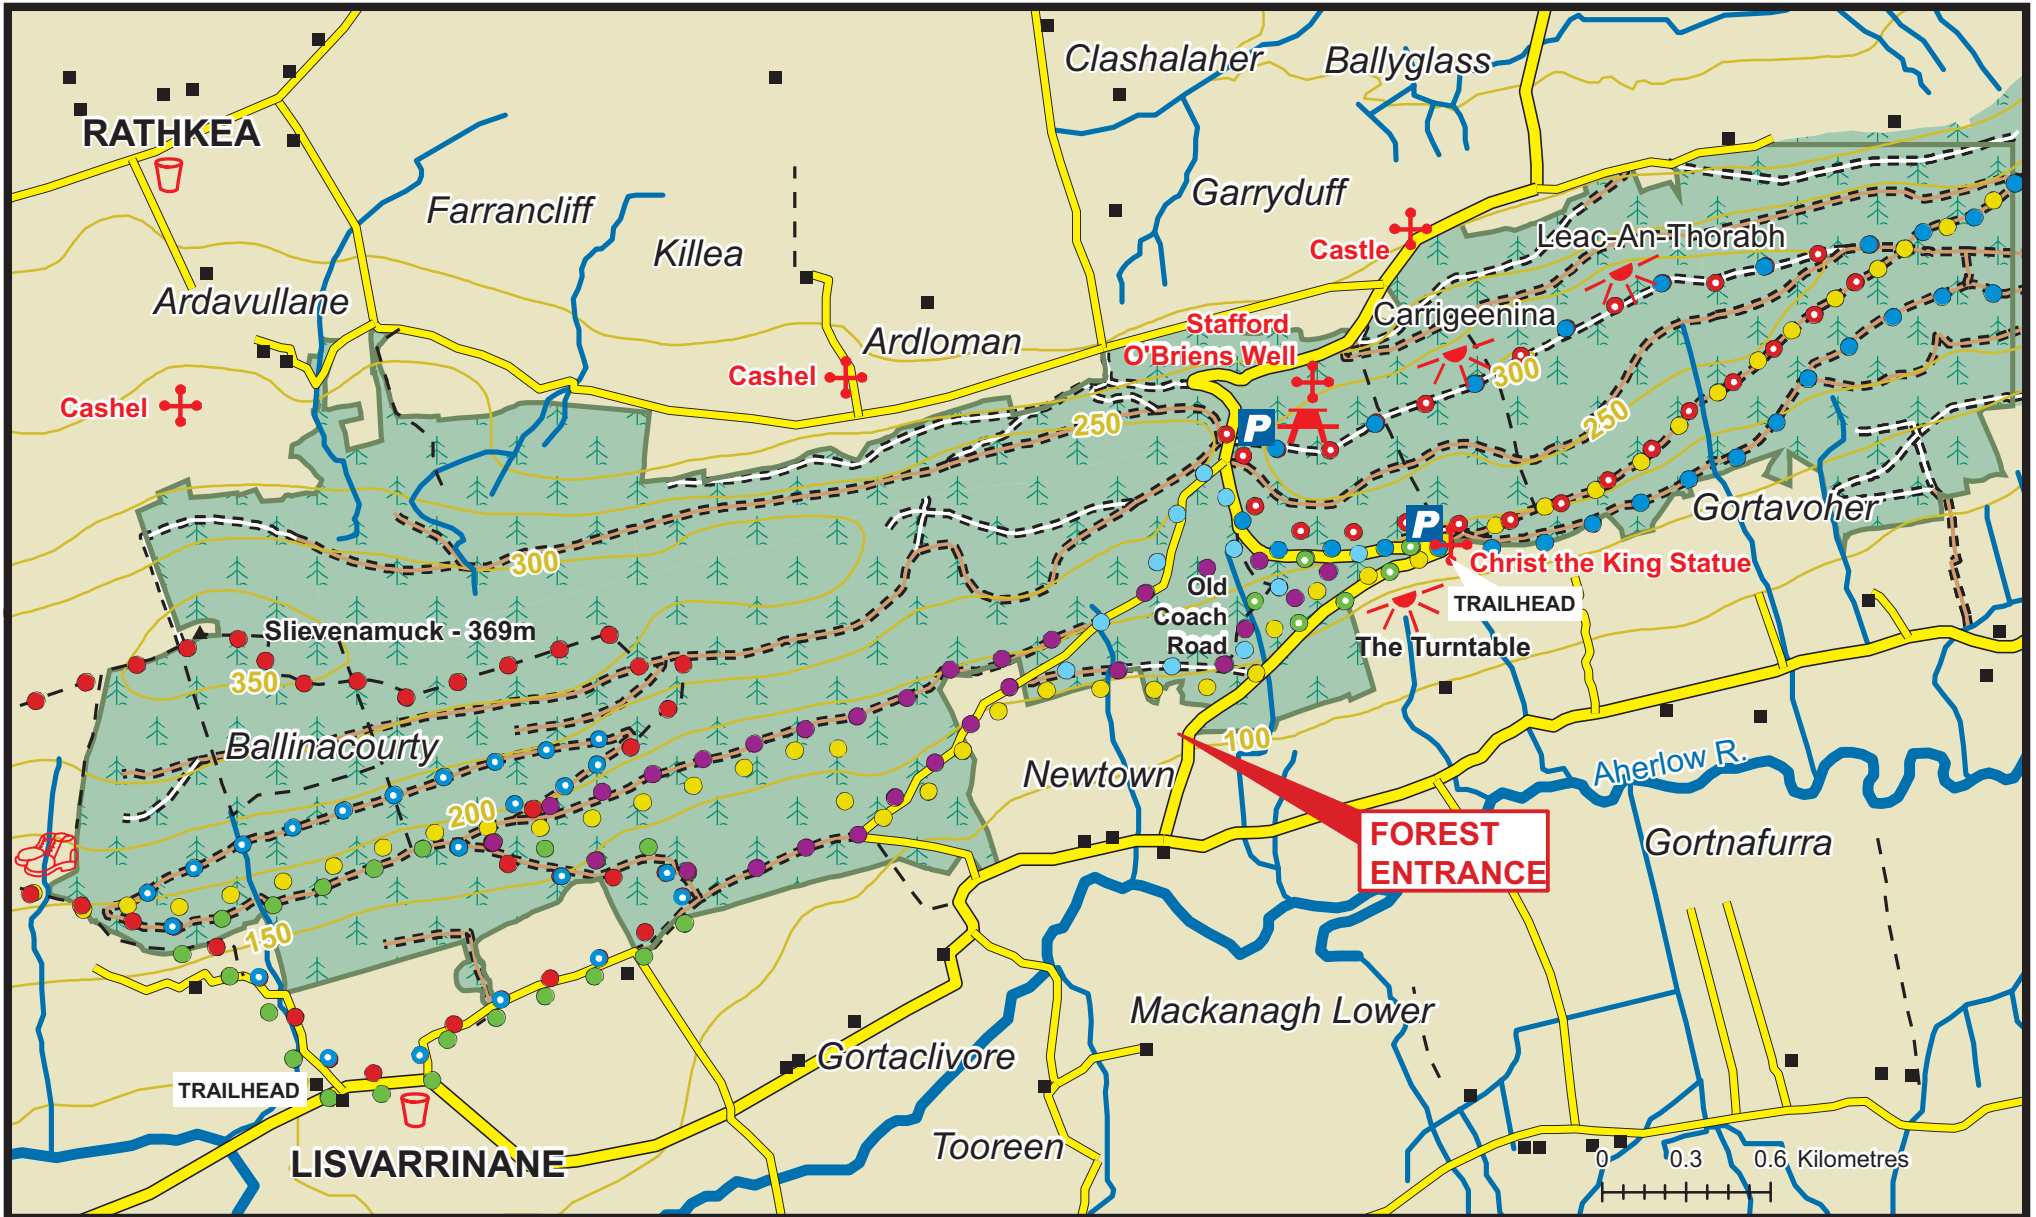 Clashalaher
Ballyglass
RATHKEA
Farrancliff
Garryduff
Killea
Castle
Léac-An-Thorabh
Ardavullane
Carrigeenina
Stafford
O'Briens Well
Ardloman
Cashel
Cashel
300
250
250
P
P
Gortavoher
300
Christ the King Statue
Old
Coach
Road
TRAILHEAD
Slievenamuck - 369m
The Turntable
350
Ballinacourty
100
Newtown
Aherlow R.
200
FOREST
ENTRANCE
Gortnafurra
150
Mackanagh Lower
Gortaclivore
TRAILHEAD
LISVARRINANE
Tooreen
0 0.3 0.6 Kilometres